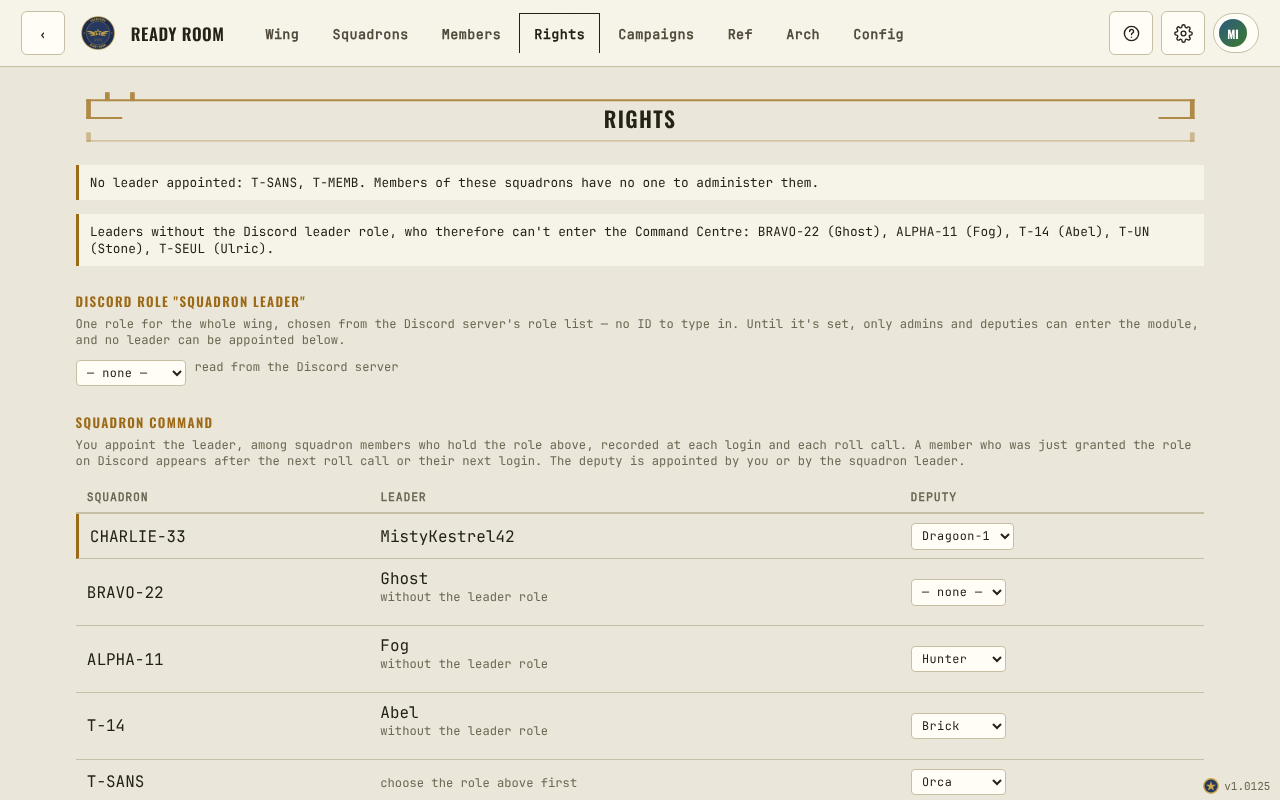 ‹
READY ROOM
Wing
Squadrons
Members
Rights
Campaigns
Ref
Arch
Config
MI
RIGHTS
No leader appointed: T-SANS, T-MEMB. Members of these squadrons have no one to administer them.
Leaders without the Discord leader role, who therefore can't enter the Command Centre: BRAVO-22 (Ghost), ALPHA-11 (Fog), T-14 (Abel), T-UN
(Stone), T-SEUL (Ulric).
DISCORD ROLE "SQUADRON LEADER"
One role for the whole wing, chosen from the Discord server's role list — no ID to type in. Until it's set, only admins and deputies can enter the module,
and no leader can be appointed below.
— none — read from the Discord server
SQUADRON COMMAND
You appoint the leader, among squadron members who hold the role above, recorded at each login and each roll call. A member who was just granted the role
on Discord appears after the next roll call or their next login. The deputy is appointed by you or by the squadron leader.
SQUADRON LEADER DEPUTY
CHARLIE-33 MistyKestrel42 Dragoon-1
BRAVO-22 Ghost — none —
without the leader role
ALPHA-11 Fog Hunter
without the leader role
T-14 Abel Brick
without the leader role
T-SANS choose the role above first Orca
v1.0125